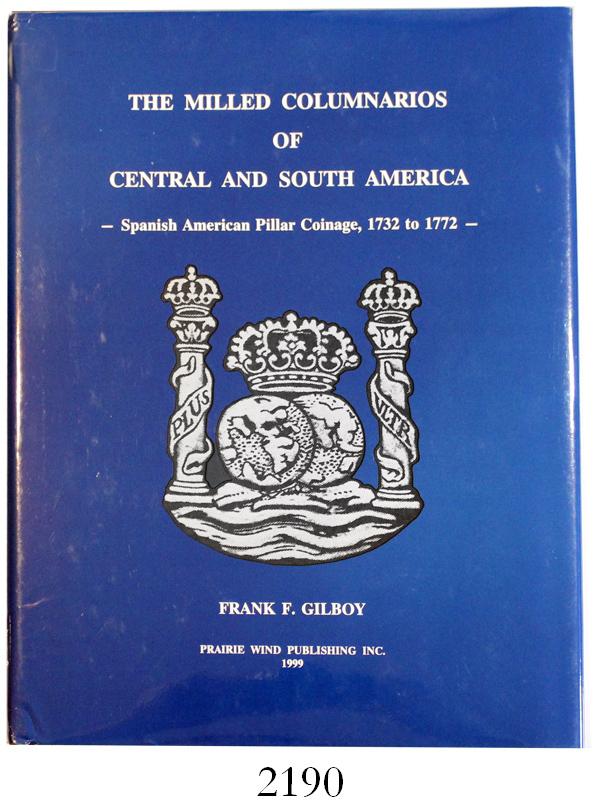 THE MILLED COLUMNARIOS
OF
CENTRAL AND SOUTH AMERICA
– Spanish American Pillar Coinage, 1732 to 1772 –
PLUS
VLTR
FRANK F. GILBOY
PRAIRIE WIND PUBLISHING INC.
1999
2190